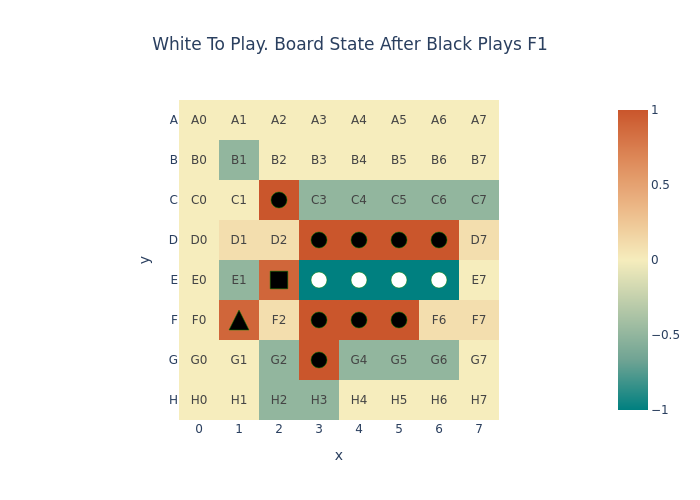 White To Play. Board State After Black Plays F1
A A0 A1 A2 A3 A4 A5 A6 A7
B B0 B1 B2 B3 B4 B5 B6 B7
C C0 C1 C3 C4 C5 C6 C7
D D0 D1 D2 D7
E E0 E1 E7
F F0 F2 F6 F7
G G0 G1 G2 G4 G5 G6 G7
H H0 H1 H2 H3 H4 H5 H6 H7
0 1 2 3 4 5 6 7
x
y
1
0.5
0
−0.5
−1